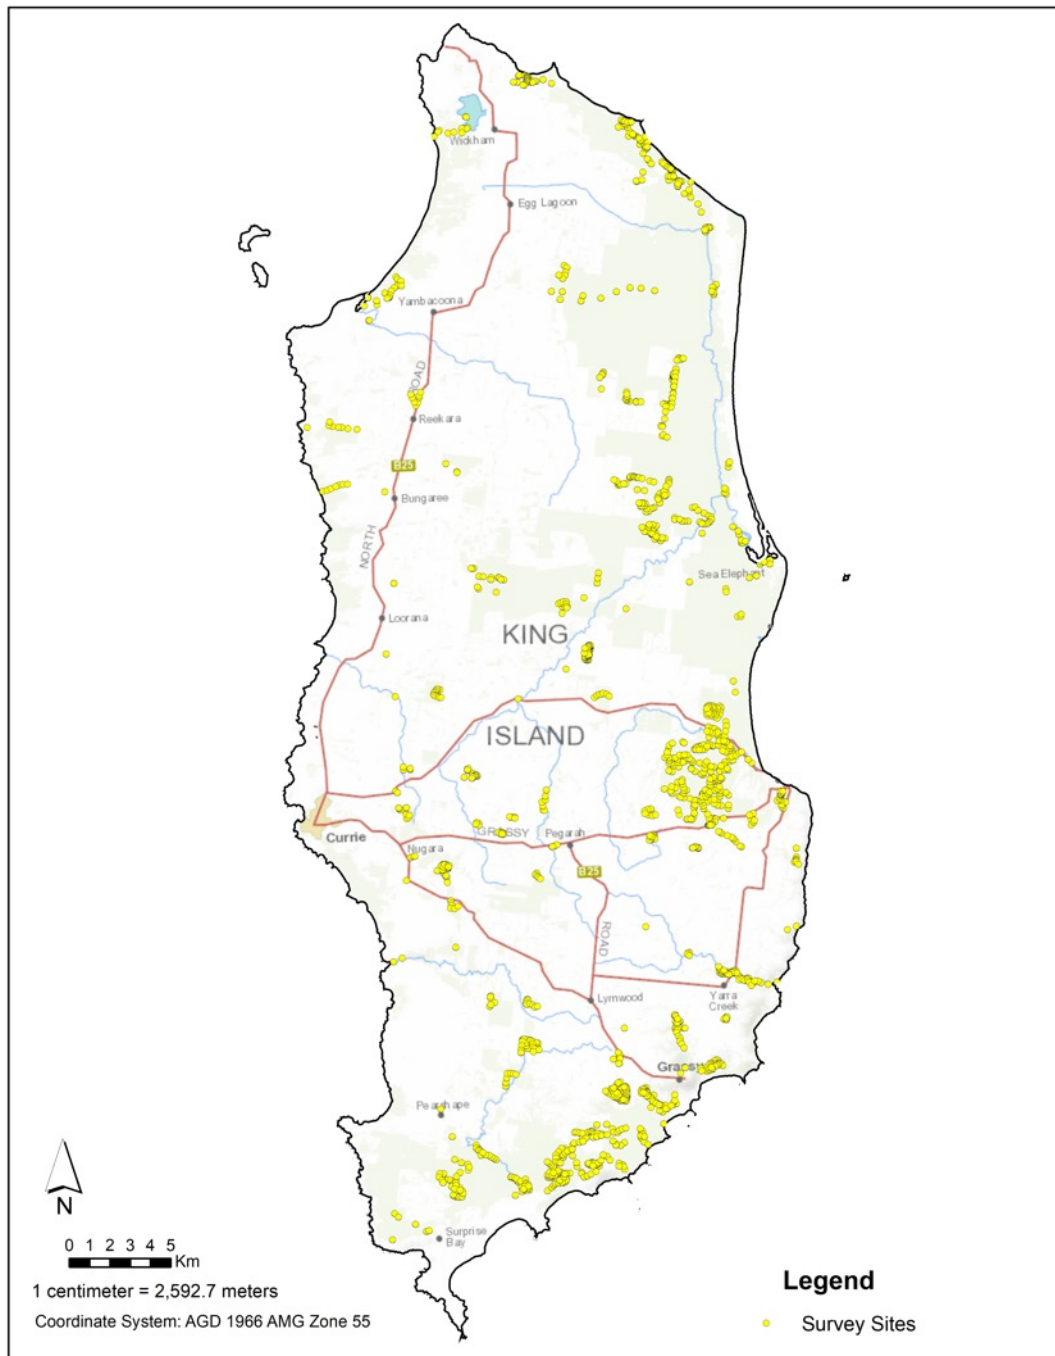 Wickham
Egg Lagoon
Yambacoona
ROAD
Reekara
B25
Bungaree
NORTH
Sea Elephant
Loorana
KING
ISLAND
Currie
GRASSY
Pegarah
Nugara
B25
ROAD
Lymwood
Yarra
Creek
Grassy
Pearshape
Surprise
Bay
N
0 1 2 3 4 5
Km
1 centimeter = 2,592.7 meters
Coordinate System: AGD 1966 AMG Zone 55
Legend
Survey Sites